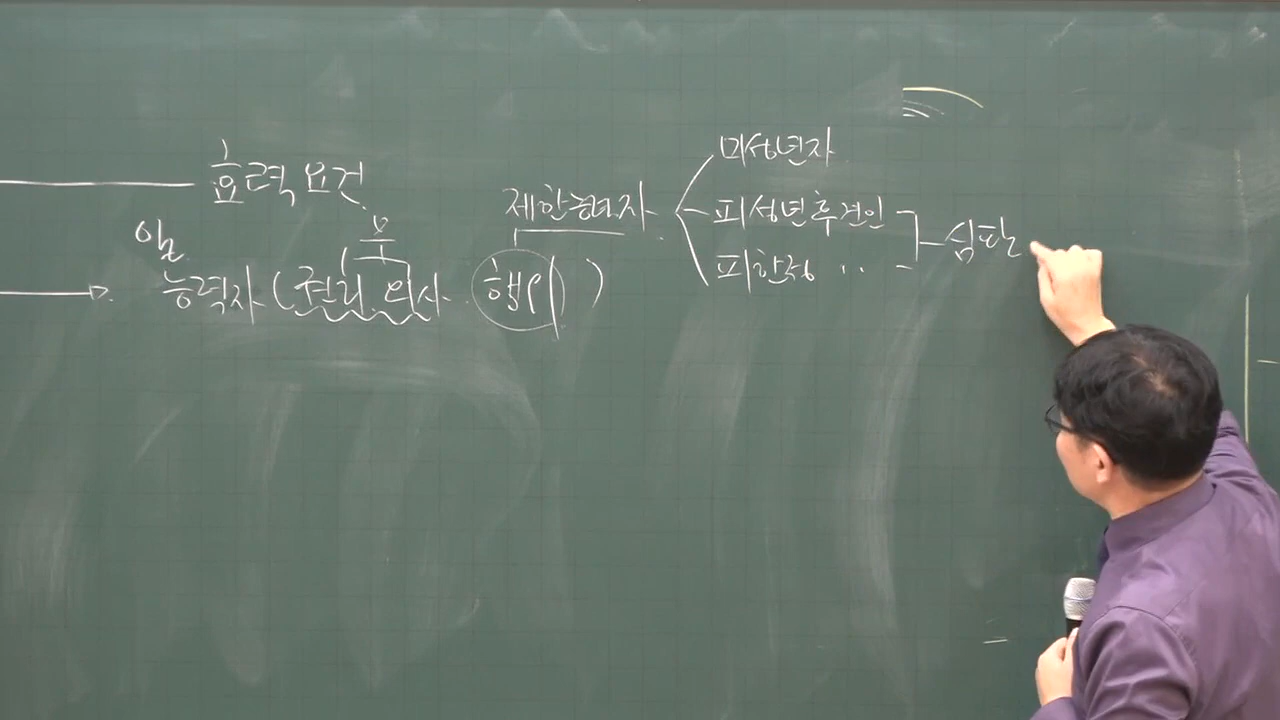 효력요건
일
무
능력자 (권리 의사 행위)
제한능력자
미성년자
피성년후견인
피한정 ‥
심판